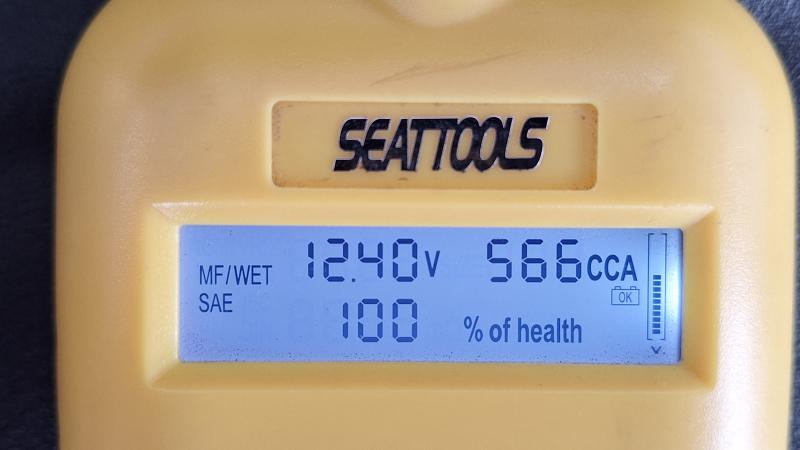 SEATTOOLS
MF/WET 12.40V 566CCA
SAE OK
100 % of health